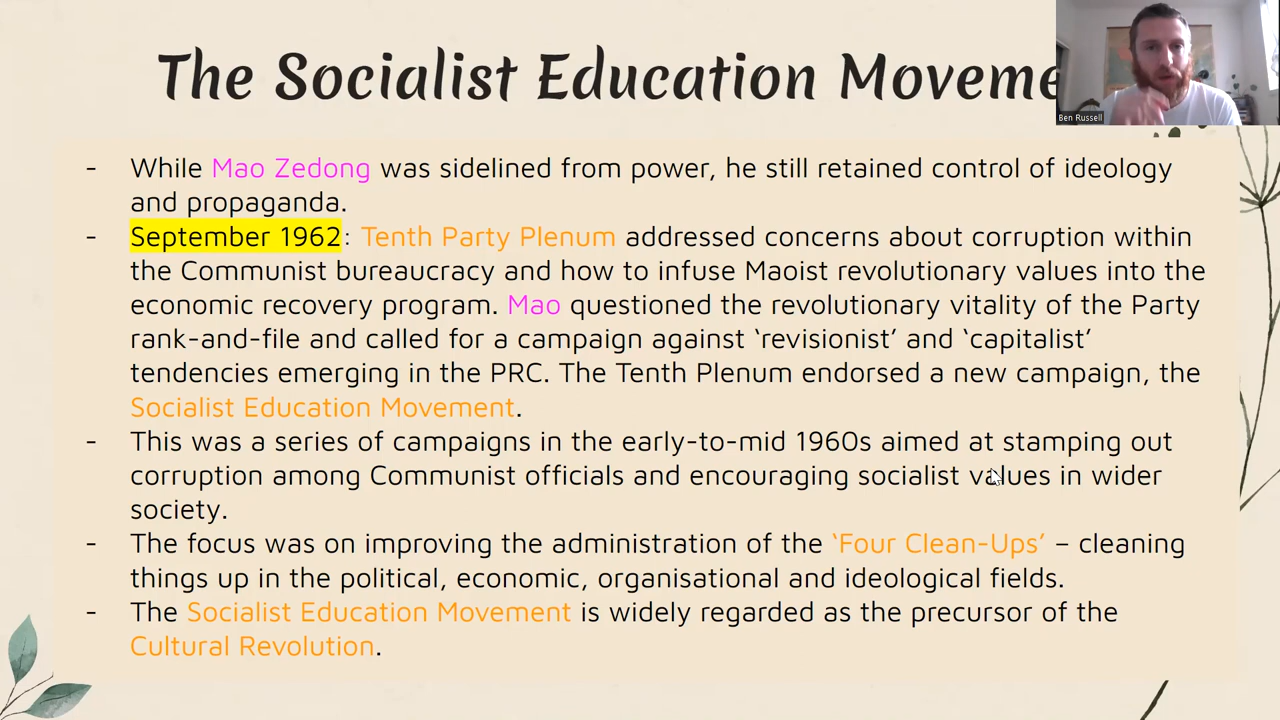 The Socialist Education Moveme
Ben Russell
- While Mao Zedong was sidelined from power, he still retained control of ideology
and propaganda.
- September 1962: Tenth Party Plenum addressed concerns about corruption within
the Communist bureaucracy and how to infuse Maoist revolutionary values into the
economic recovery program. Mao questioned the revolutionary vitality of the Party
rank-and-file and called for a campaign against ‘revisionist’ and ‘capitalist’
tendencies emerging in the PRC. The Tenth Plenum endorsed a new campaign, the
Socialist Education Movement.
- This was a series of campaigns in the early-to-mid 1960s aimed at stamping out
corruption among Communist officials and encouraging socialist values in wider
society.
- The focus was on improving the administration of the ‘Four Clean-Ups’ – cleaning
things up in the political, economic, organisational and ideological fields.
- The Socialist Education Movement is widely regarded as the precursor of the
Cultural Revolution.